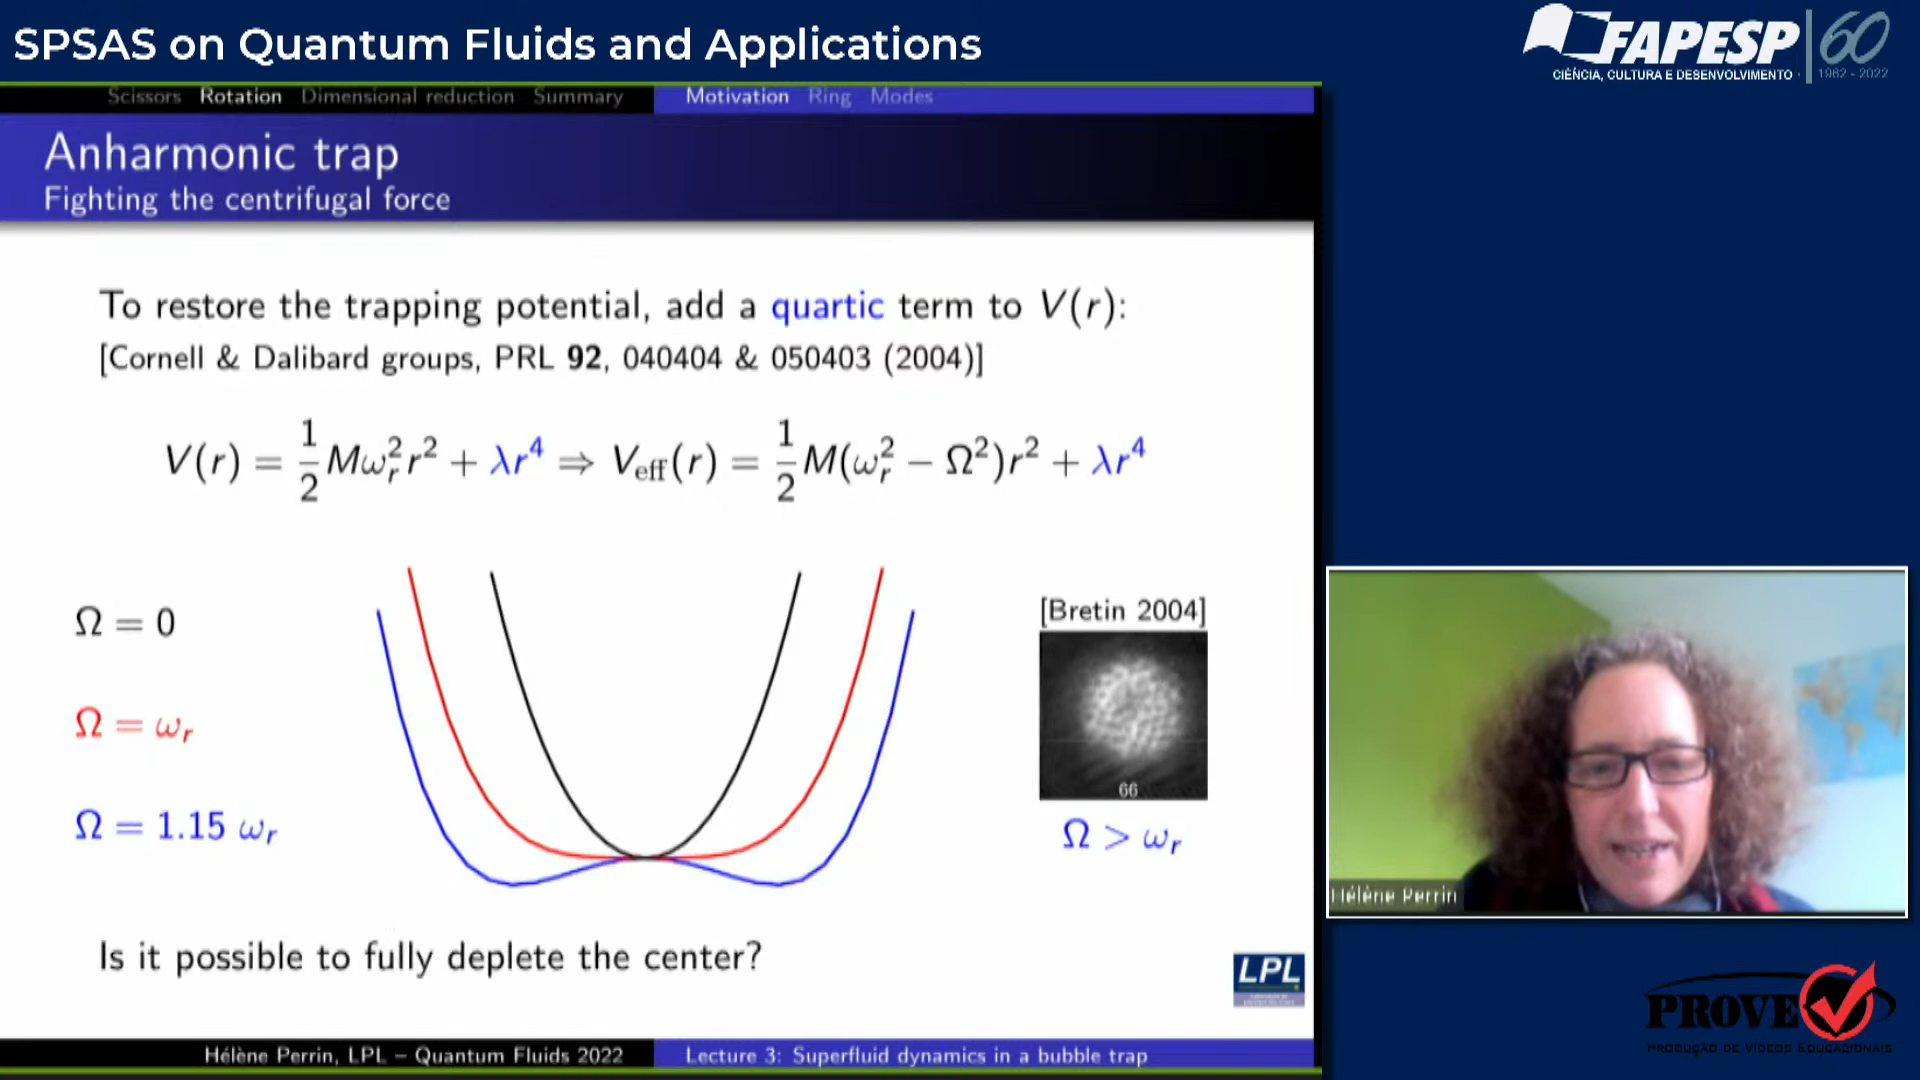 SPSAS on Quantum Fluids and Applications
FAPESP 60
CIÊNCIA, CULTURA E DESENVOLVIMENTO 1962 - 2022
Scissors Rotation Dimensional reduction Summary Motivation Ring Modes
Anharmonic trap
Fighting the centrifugal force
To restore the trapping potential, add a quartic term to V(r):
[Cornell & Dalibard groups, PRL 92, 040404 & 050403 (2004)]
V(r) = 1/2 Mω_r²r² + λr⁴ ⇒ V_eff(r) = 1/2 M(ω_r² − Ω²)r² + λr⁴
Ω = 0
Ω = ω_r
Ω = 1.15 ω_r
[Bretin 2004]
66
Ω > ω_r
Is it possible to fully deplete the center?
LPL
Hélène Perrin, LPL – Quantum Fluids 2022 Lecture 3: Superfluid dynamics in a bubble trap
Hélène Perrin
PROVE
PRODUÇÃO DE VÍDEOS EDUCACIONAIS